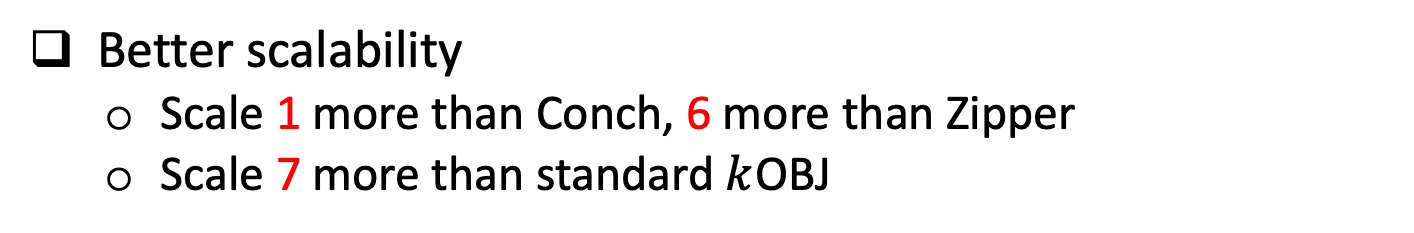 ❑ Better scalability
o Scale 1 more than Conch, 6 more than Zipper
o Scale 7 more than standard 𝑘OBJ